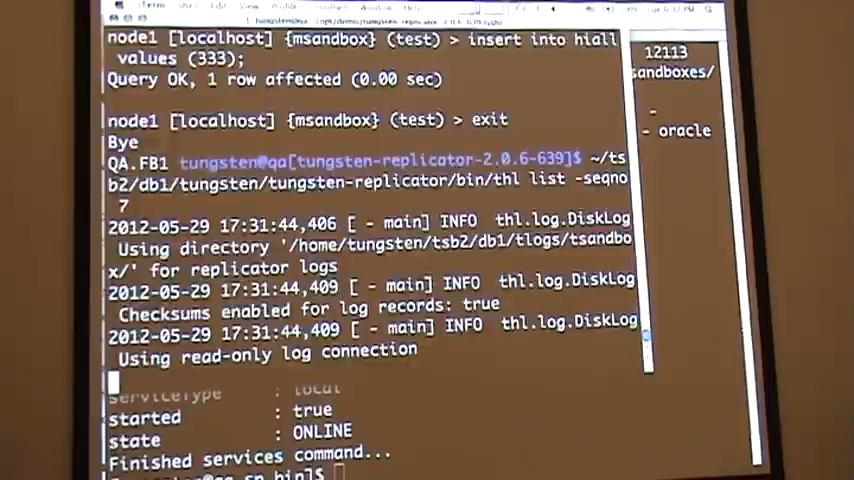 node1 [localhost] {msandbox} (test) > insert into hiall
values (333);
Query OK, 1 row affected (0.00 sec)
node1 [localhost] {msandbox} (test) > exit
Bye
QA.FB1 tungsten@qa[tungsten-replicator-2.0.6-639]$ ~/ts
b2/db1/tungsten/tungsten-replicator/bin/thl list -seqno
7
2012-05-29 17:31:44,406 [ - main] INFO thl.log.DiskLog
Using directory '/home/tungsten/tsb2/db1/tlogs/tsandbo
x/' for replicator logs
2012-05-29 17:31:44,409 [ - main] INFO thl.log.DiskLog
Checksums enabled for log records: true
2012-05-29 17:31:44,409 [ - main] INFO thl.log.DiskLog
Using read-only log connection
serviceType : local
started : true
state : ONLINE
Finished services command...
12113
sandboxes/
-
- oracle